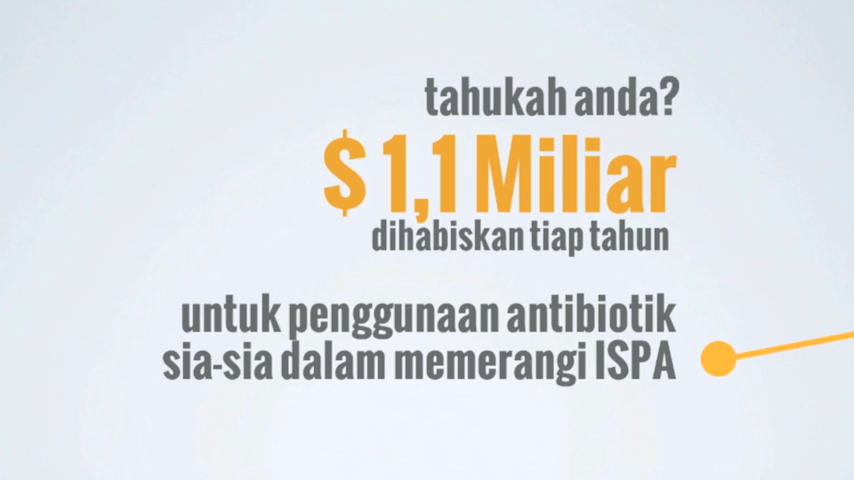 tahukah anda?
$ 1,1 Miliar
dihabiskan tiap tahun
untuk penggunaan antibiotik
sia-sia dalam memerangi ISPA